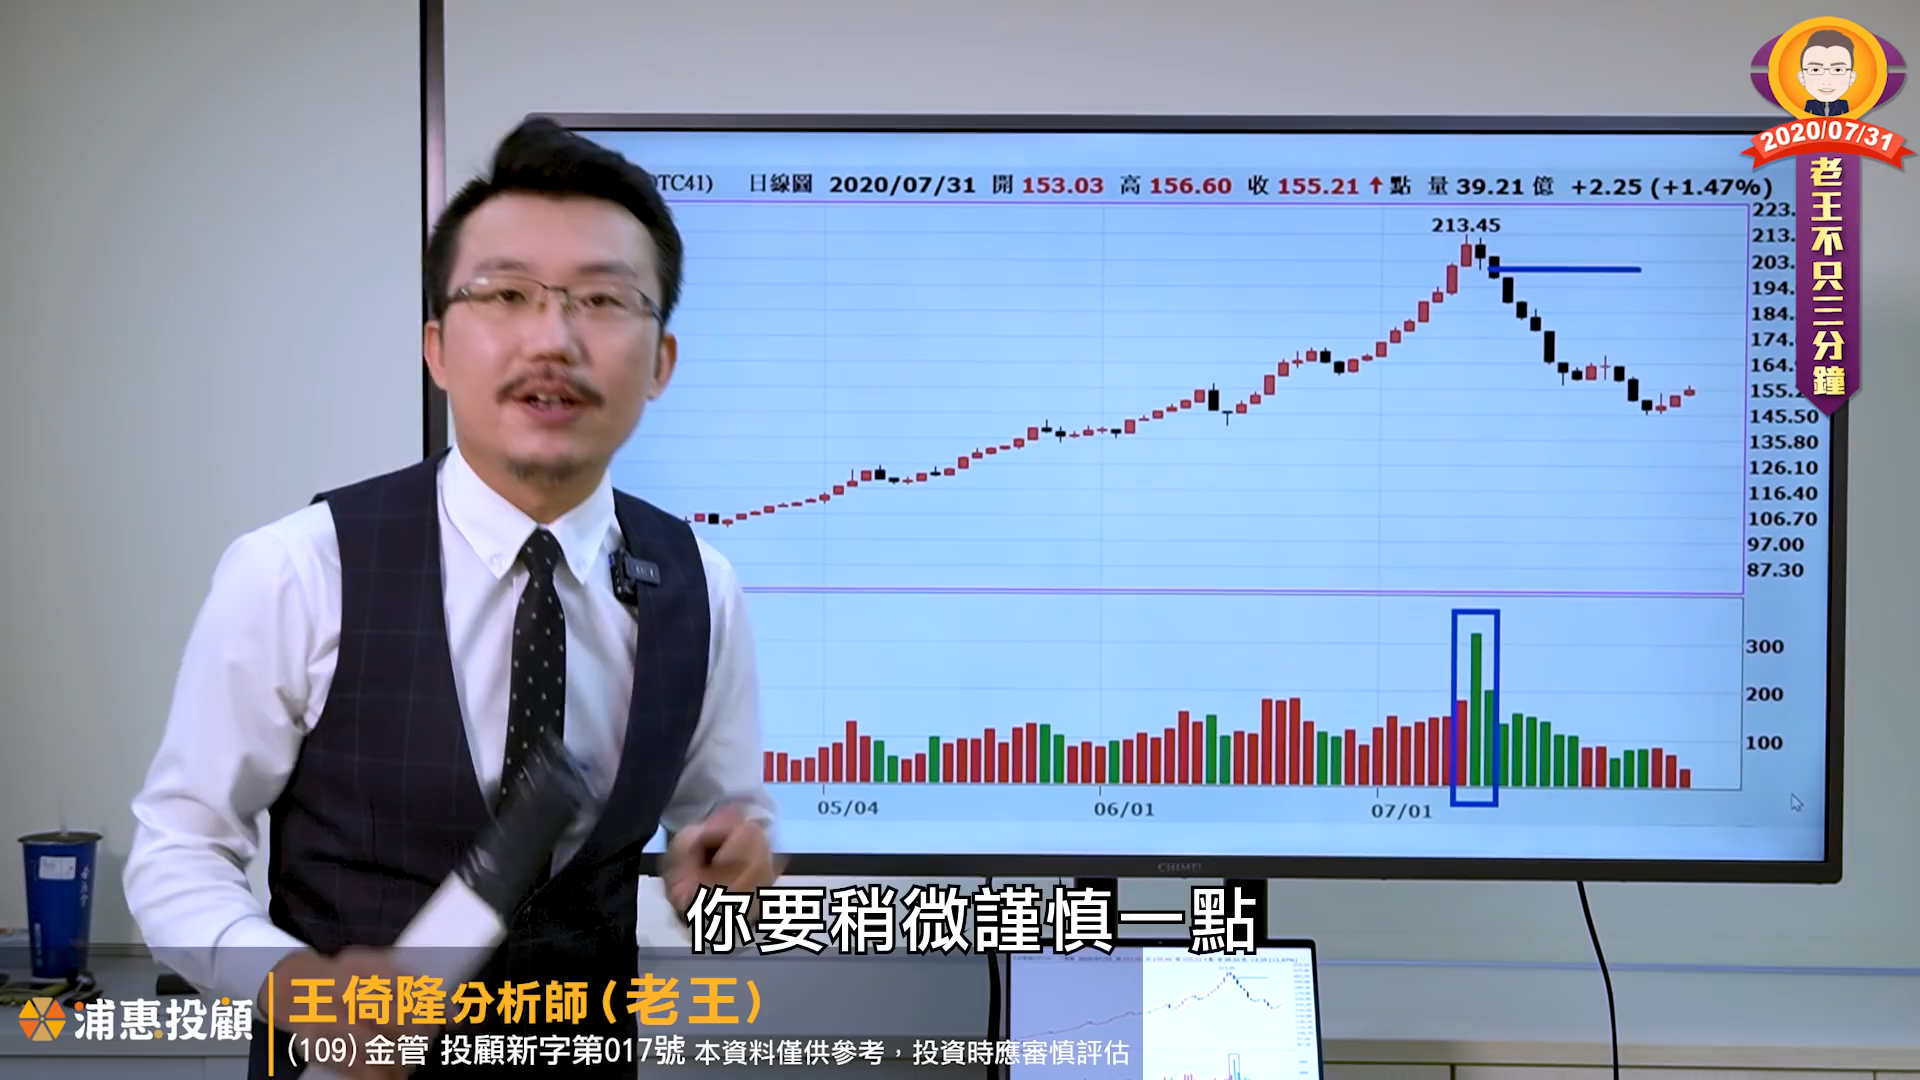 2020/07/31
老王不只三分鐘
OTC41) 日線圖 2020/07/31 開 153.03 高 156.60 收 155.21 ↑ 點 量 39.21 億 +2.25 (+1.47%)
213.45
223.
213.
203.
194.
184.
174.
164.
155.2
145.50
135.80
126.10
116.40
106.70
97.00
87.30
300
200
100
05/04 06/01 07/01
CHIMEI
你要稍微謹慎一點
浦惠投顧
王倚隆分析師(老王)
(109) 金管 投顧新字第017號 本資料僅供參考，投資時應審慎評估